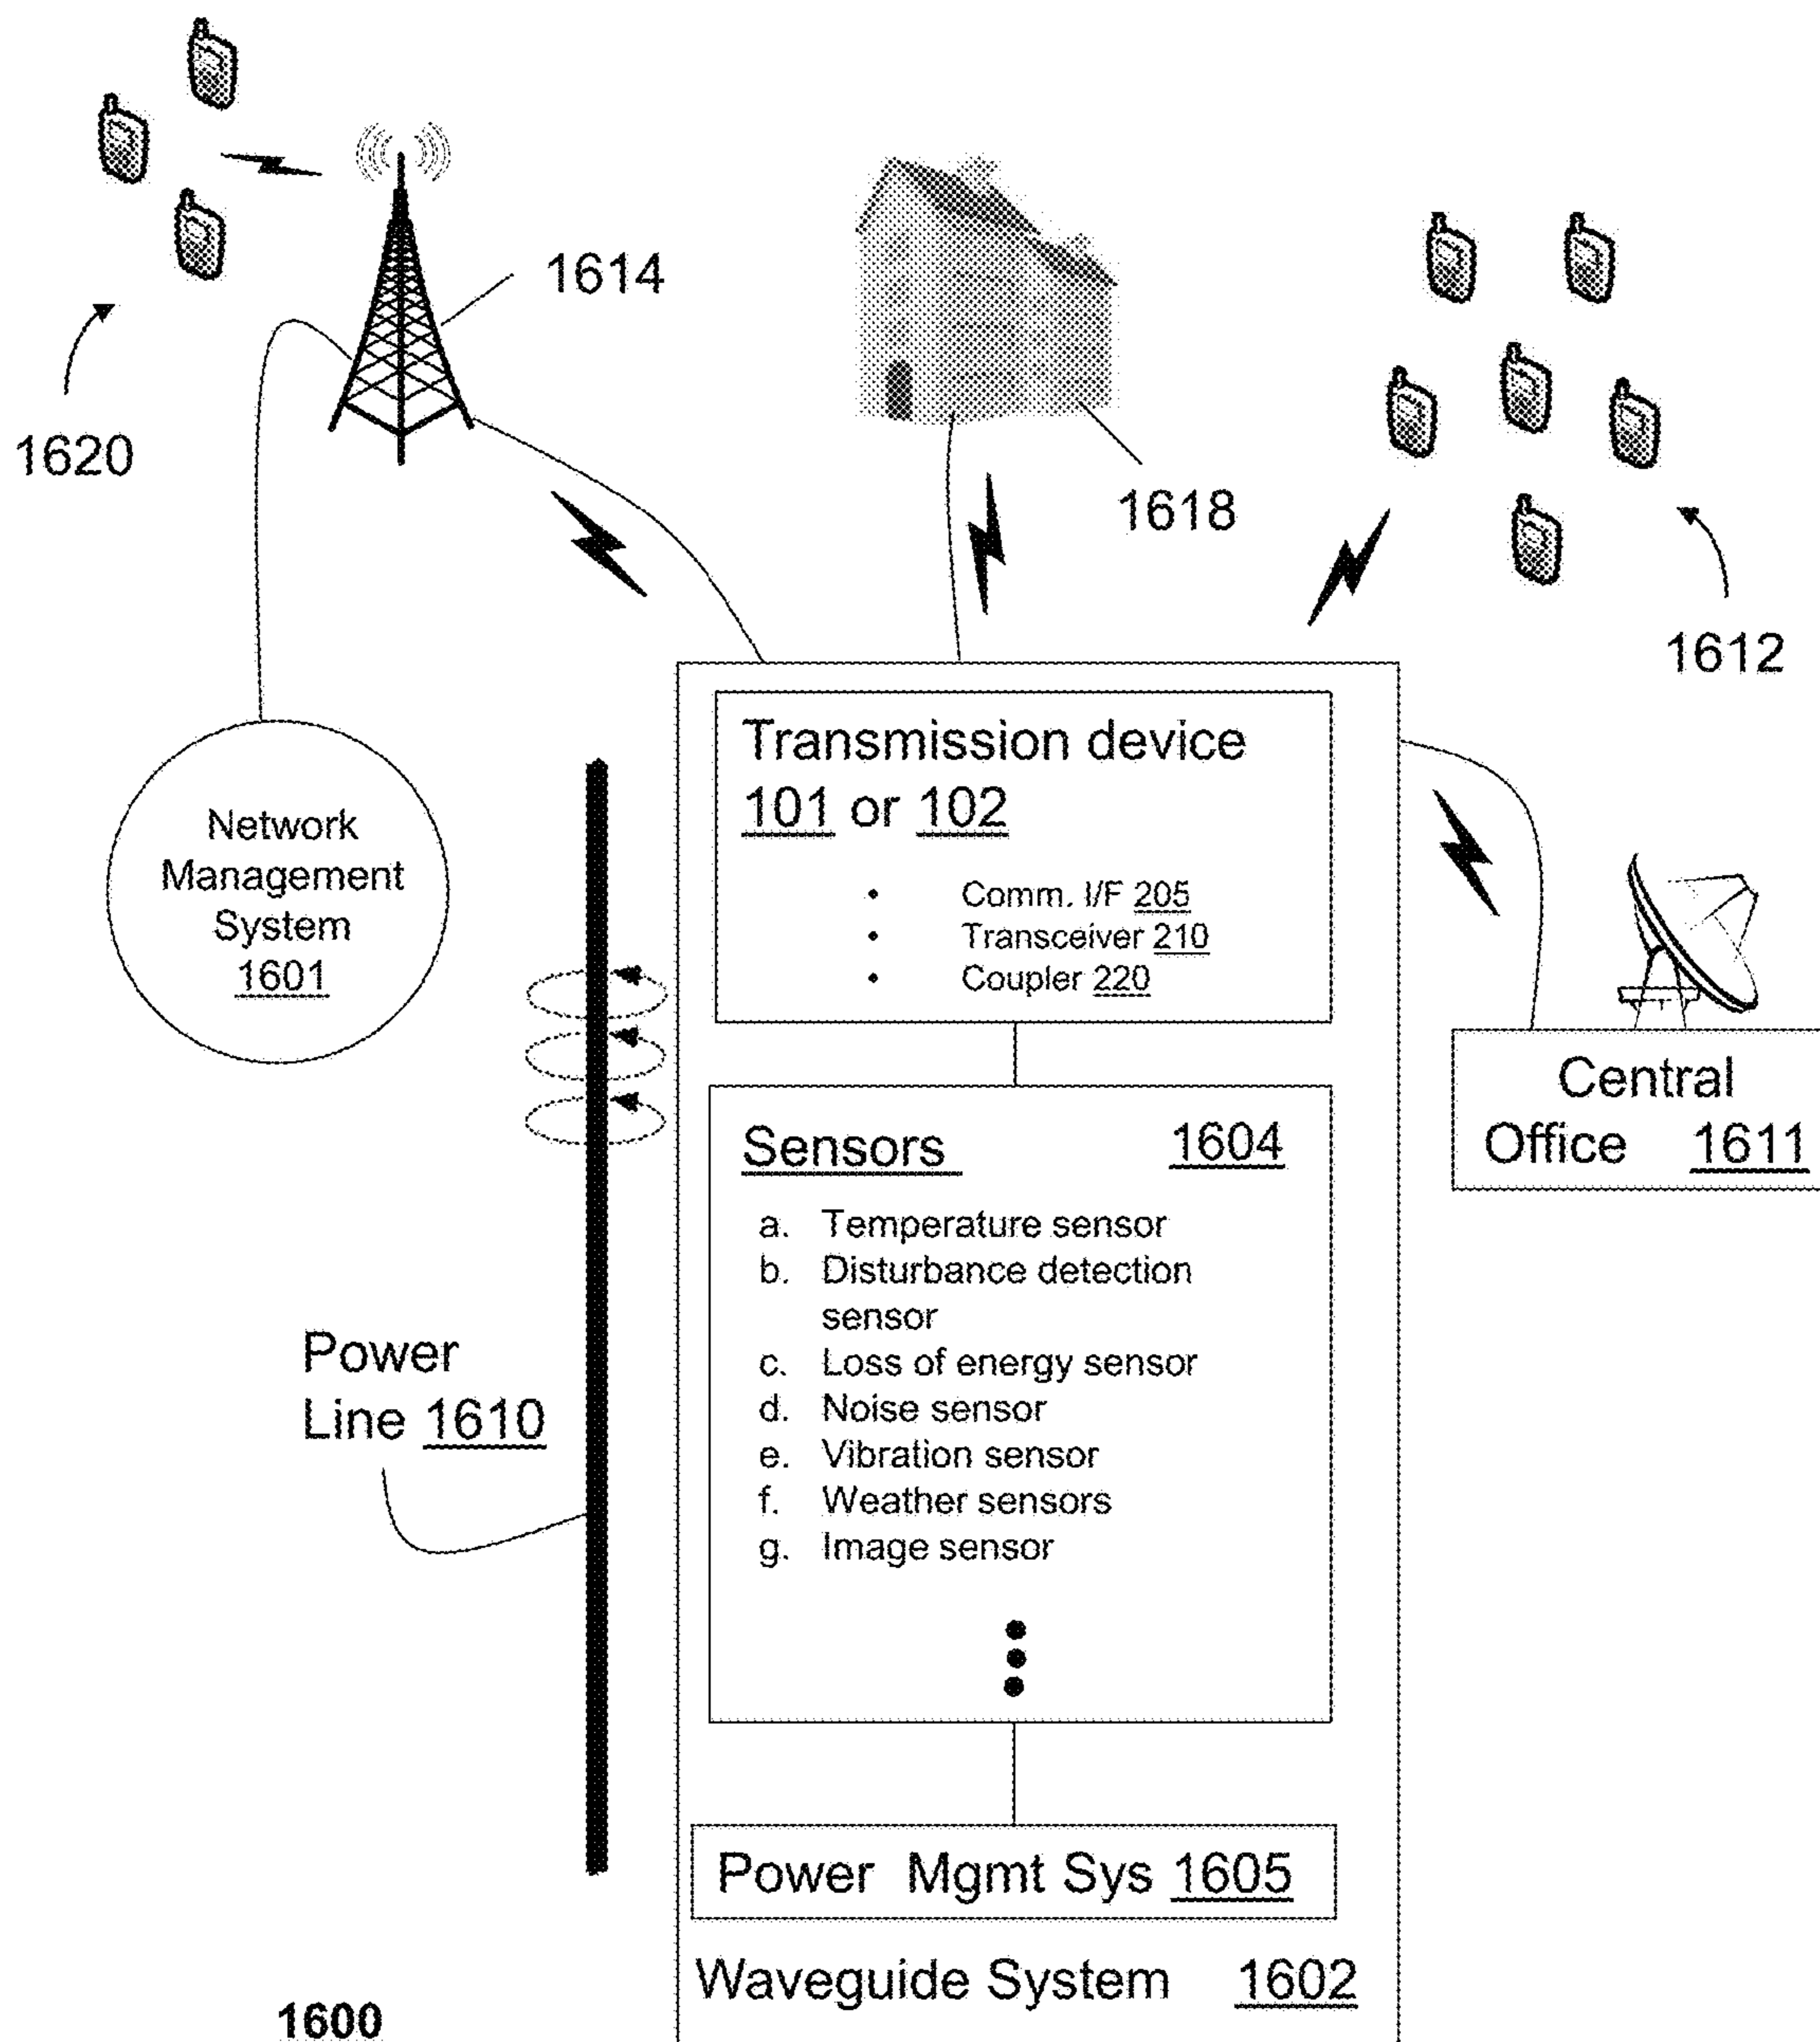 1614
1620
1618
1612
Network
Management
System
1601
Transmission device
101 or 102
• Comm. I/F 205
• Transceiver 210
• Coupler 220
Central
Office 1611
Sensors 1604
a. Temperature sensor
b. Disturbance detection
sensor
c. Loss of energy sensor
d. Noise sensor
e. Vibration sensor
f. Weather sensors
g. Image sensor
Power
Line 1610
Power Mgmt Sys 1605
Waveguide System 1602
1600